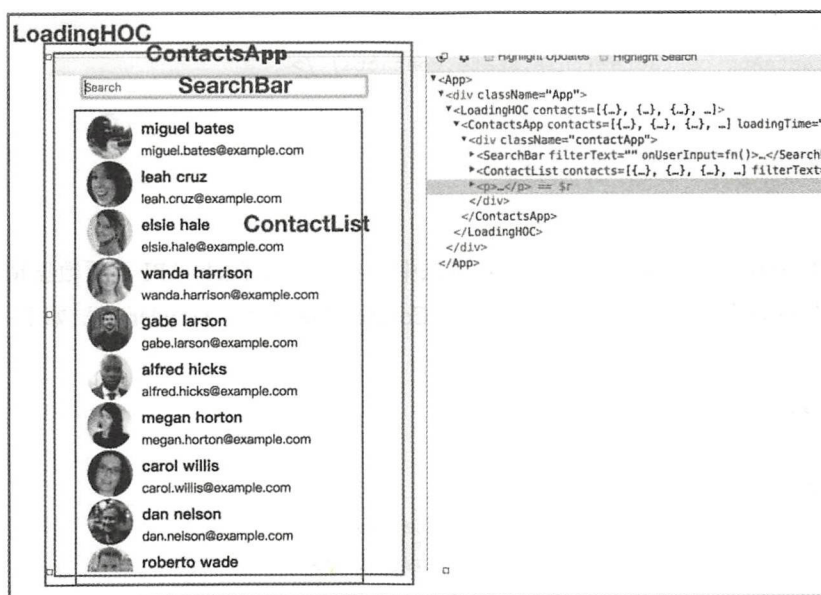 LoadingHOC
ContactsApp
Search
SearchBar
miguel bates
miguel.bates@example.com
leah cruz
leah.cruz@example.com
elsie hale
ContactList
elsie.hale@example.com
wanda harrison
wanda.harrison@example.com
gabe larson
gabe.larson@example.com
alfred hicks
alfred.hicks@example.com
megan horton
megan.horton@example.com
carol willis
carol.willis@example.com
dan nelson
dan.nelson@example.com
roberto wade
Highlight Updates Highlight Search
▼<App>
▼<div className="App">
▼<LoadingHOC contacts=[{…}, {…}, {…}, …]>
▼<ContactsApp contacts=[{…}, {…}, {…}, …] loadingTime="
▼<div className="contactApp">
▶<SearchBar filterText="" onUserInput=fn()>…</Search
▶<ContactList contacts=[{…}, {…}, {…}, …] filterText=
▶<p>…</p> == $r
</div>
</ContactsApp>
</LoadingHOC>
</div>
</App>